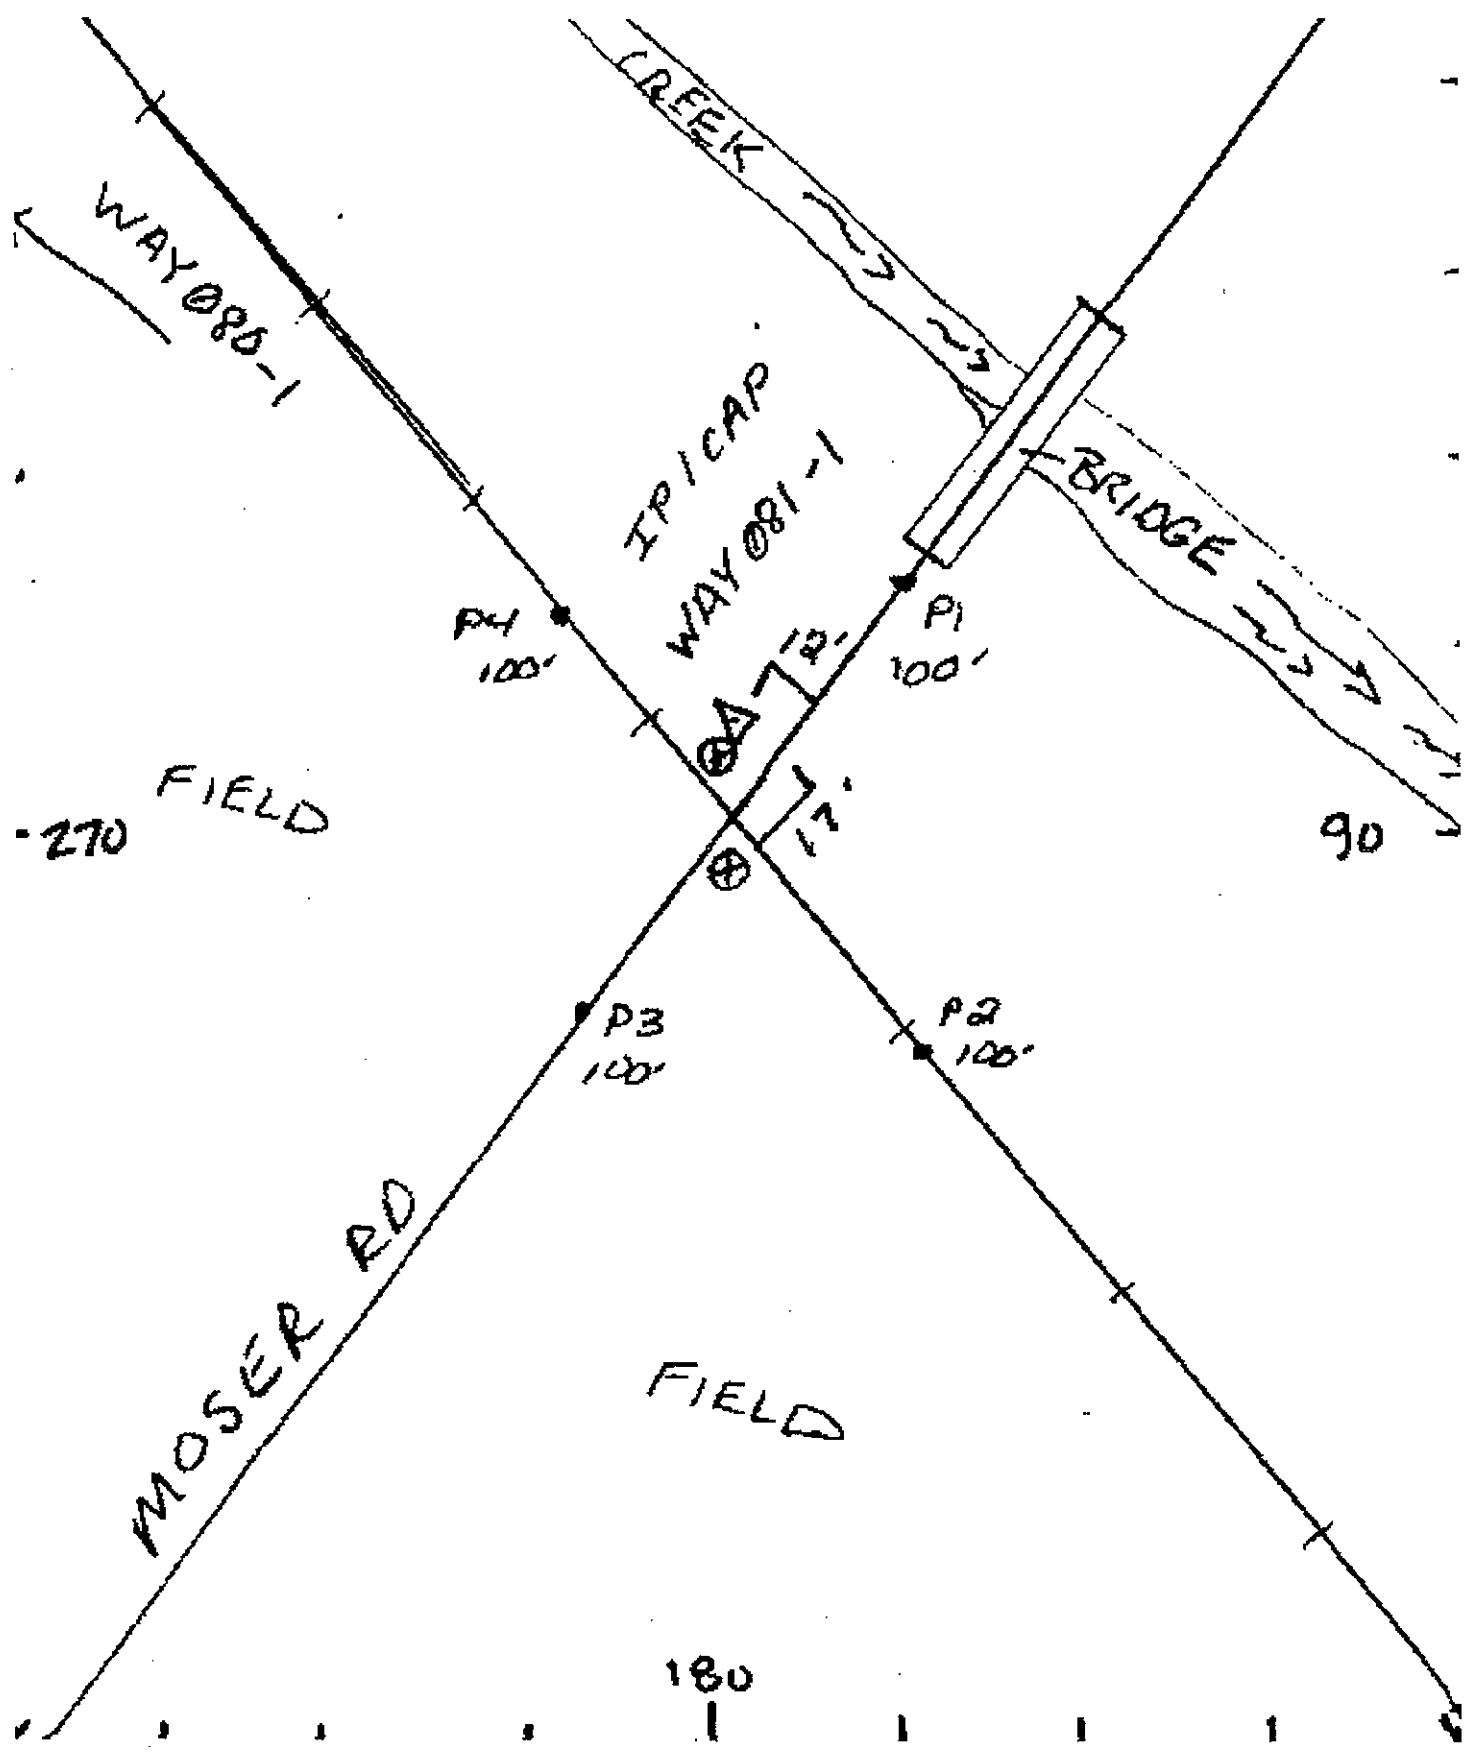 CREEK
WAY080-1
IP/CAP
WAY081-1
BRIDGE
P4
100'
P1
100'
12'
FIELD
17'
270
90
P3
100'
P2
100'
MOSER RD
FIELD
180